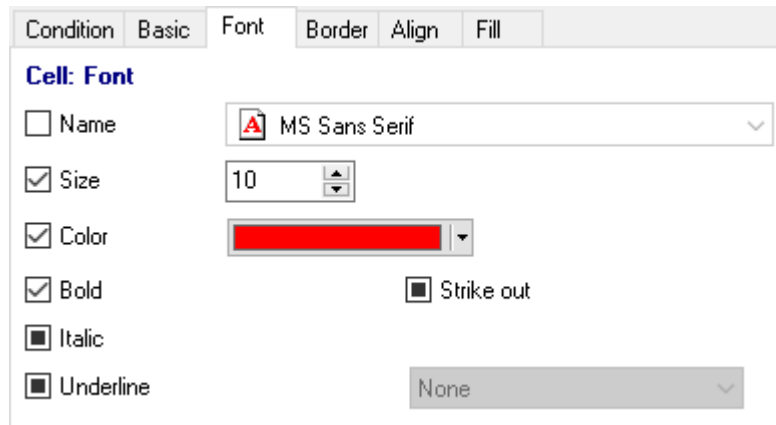 Condition Basic Font Border Align Fill
Cell: Font
Name MS Sans Serif
Size 10
Color
Bold Strike out
Italic
Underline None